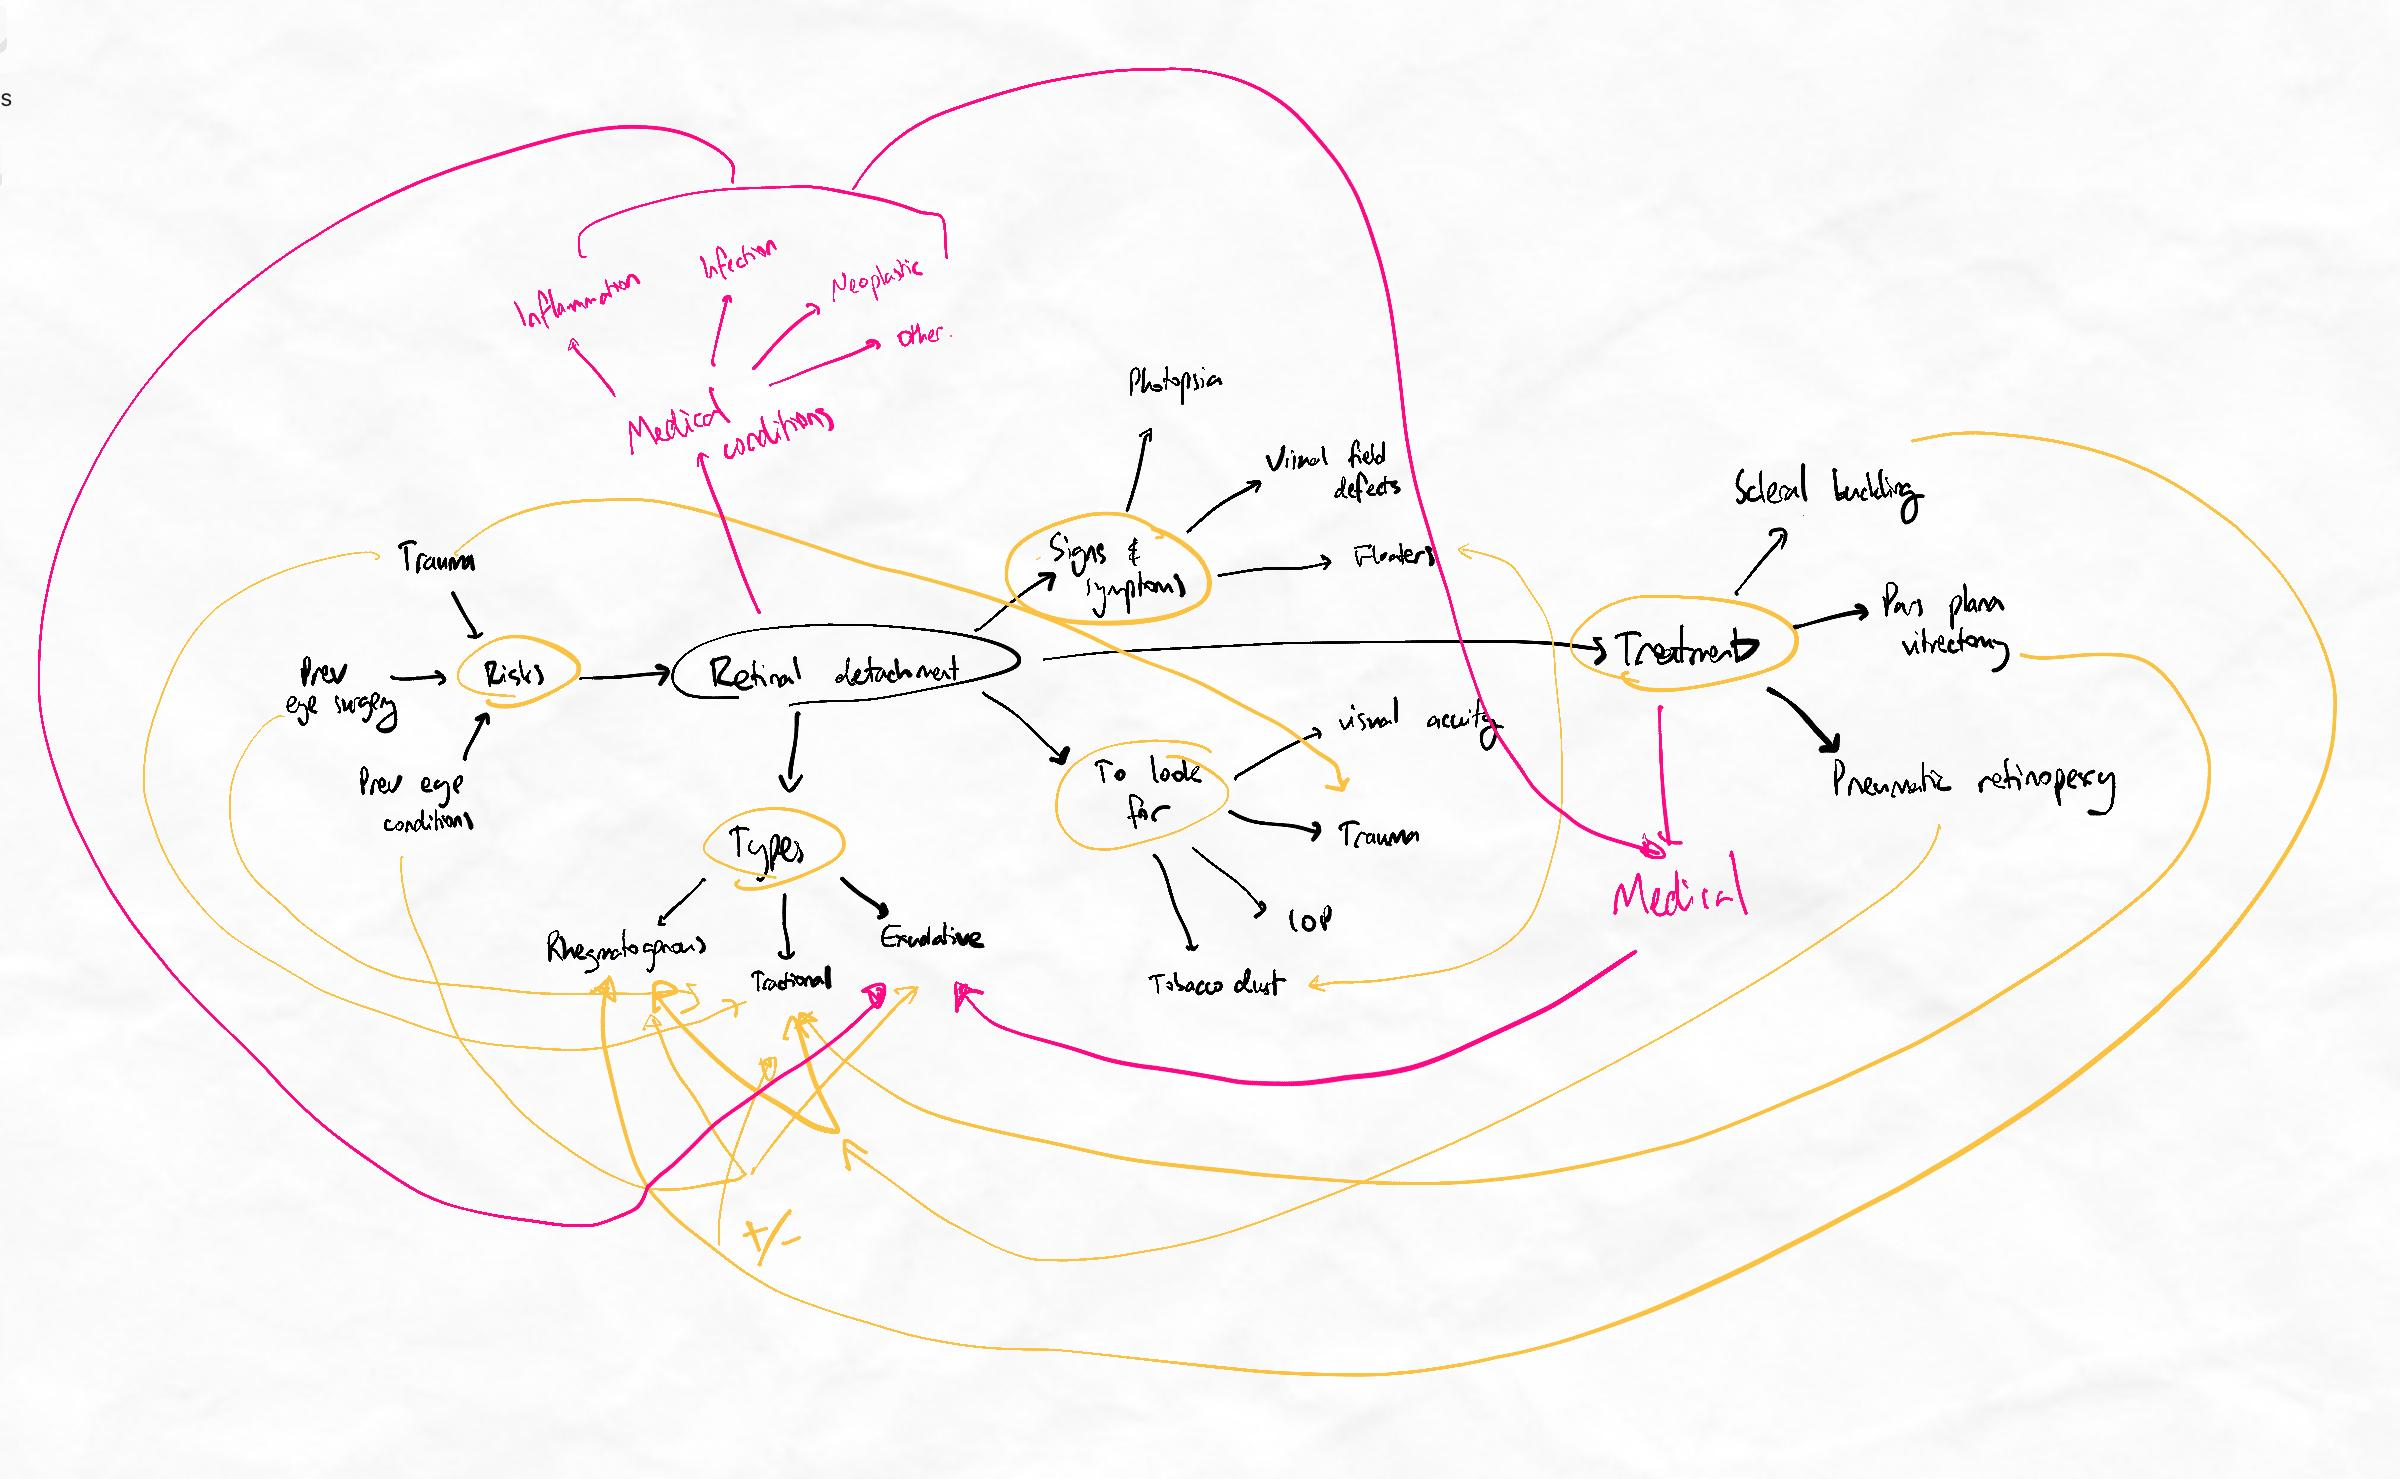 s
Inflammation
Infection
Neoplastic
Other.
Medical
conditions
Photopsia
Visual field
defects
Signs &
symptoms
Floaters
Scleral buckling
Trauma
Pars plana
vitrectomy
Prev
eye surgery
Risks
Retinal detachment
Treatment
visual acuity
Prev eye
conditions
To look
for
Pneumatic retinopexy
Types
Trauma
Medical
Rhegmatogenous
Exudative
IOP
Tractional
Tobacco dust
+/-